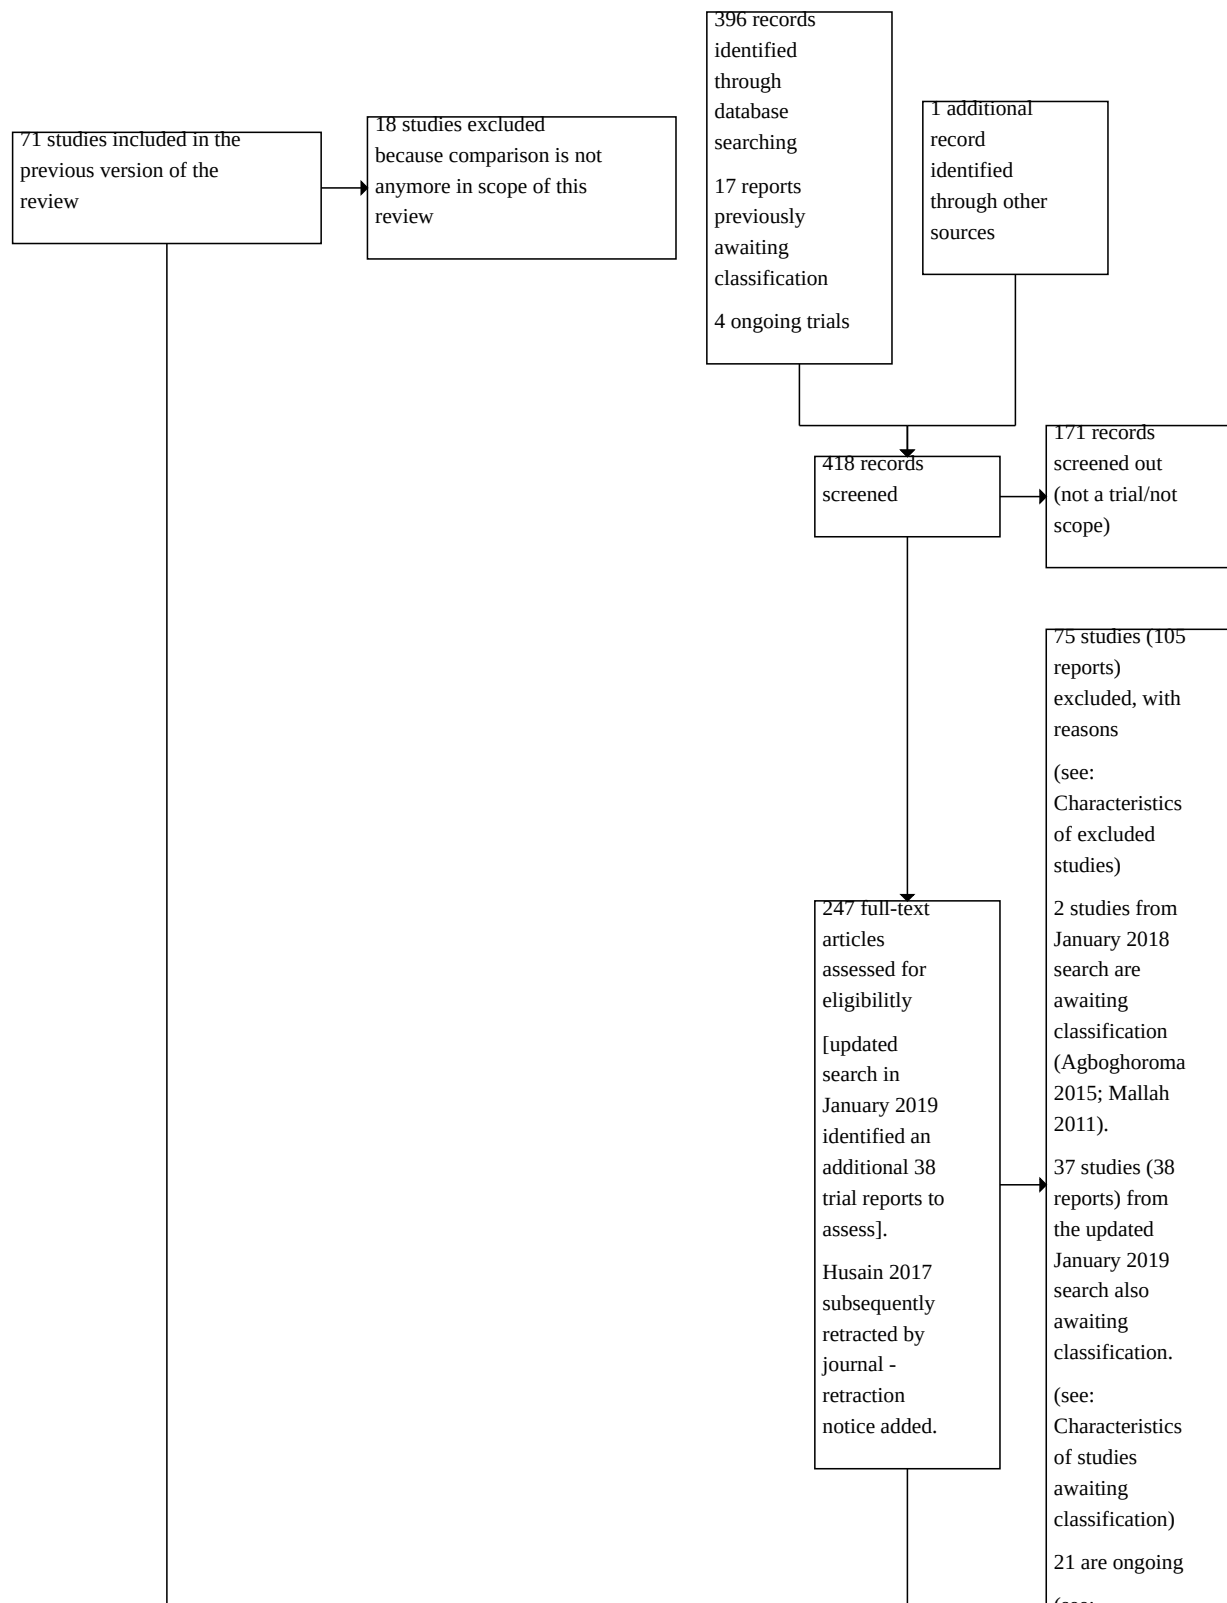 71 studies included in the
previous version of the
review
18 studies excluded
because comparison is not
anymore in scope of this
review
396 records
identified
through
database
searching
17 reports
previously
awaiting
classification
4 ongoing trials
1 additional
record
identified
through other
sources
418 records
screened
171 records
screened out
(not a trial/not
scope)
247 full-text
articles
assessed for
eligibilitly
[updated
search in
January 2019
identified an
additional 38
trial reports to
assess].
Husain 2017
subsequently
retracted by
journal -
retraction
notice added.
75 studies (105
reports)
excluded, with
reasons
(see:
Characteristics
of excluded
studies)
2 studies from
January 2018
search are
awaiting
classification
(Agboghoroma
2015; Mallah
2011).
37 studies (38
reports) from
the updated
January 2019
search also
awaiting
classification.
(see:
Characteristics
of studies
awaiting
classification)
21 are ongoing
(see: